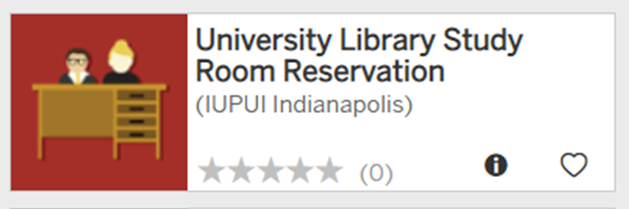 University Library Study
Room Reservation
(IUPUI Indianapolis)
(0)